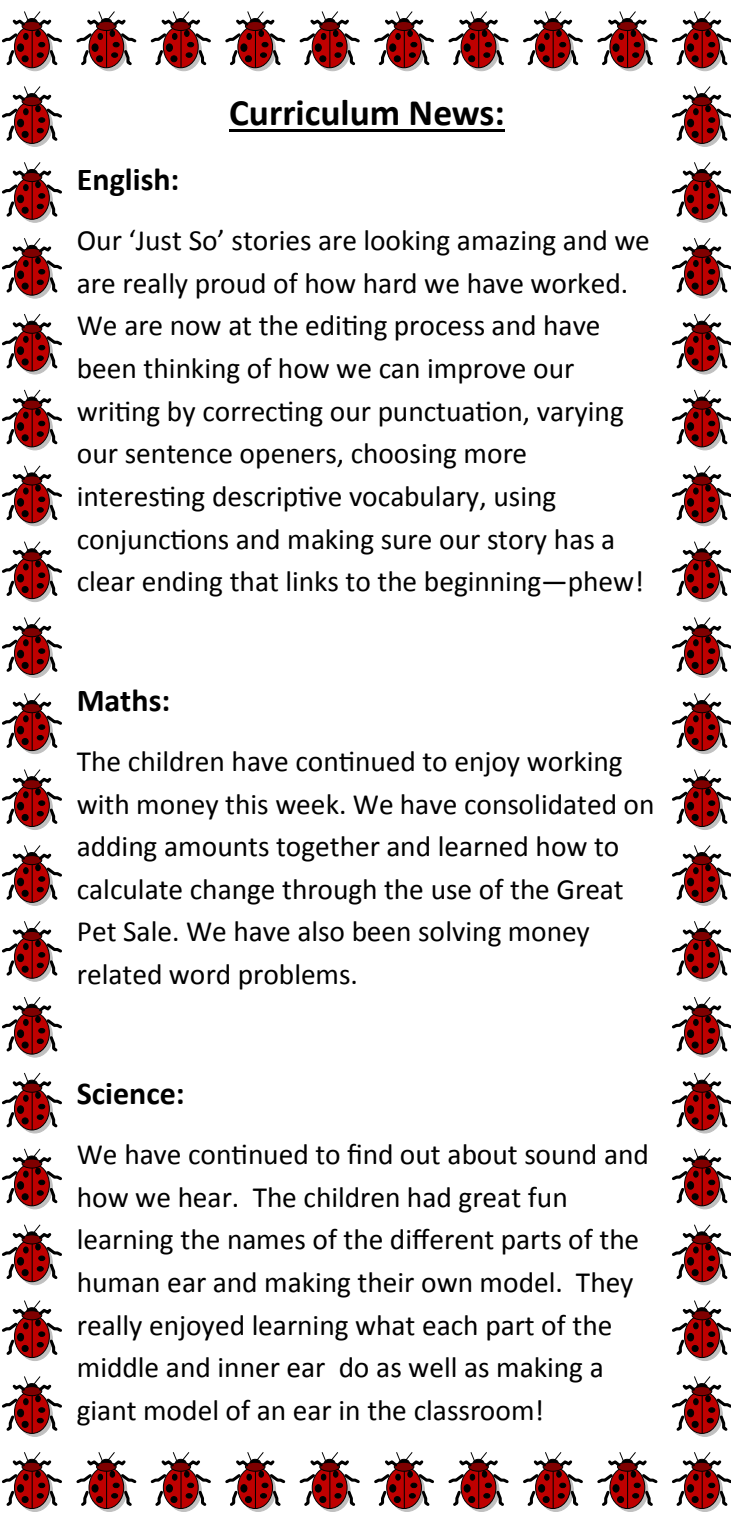 Curriculum News:
English:
Our ‘Just So’ stories are looking amazing and we
are really proud of how hard we have worked.
We are now at the editing process and have
been thinking of how we can improve our
writing by correcting our punctuation, varying
our sentence openers, choosing more
interesting descriptive vocabulary, using
conjunctions and making sure our story has a
clear ending that links to the beginning—phew!
Maths:
The children have continued to enjoy working
with money this week. We have consolidated on
adding amounts together and learned how to
calculate change through the use of the Great
Pet Sale. We have also been solving money
related word problems.
Science:
We have continued to find out about sound and
how we hear.  The children had great fun
learning the names of the different parts of the
human ear and making their own model.  They
really enjoyed learning what each part of the
middle and inner ear  do as well as making a
giant model of an ear in the classroom!